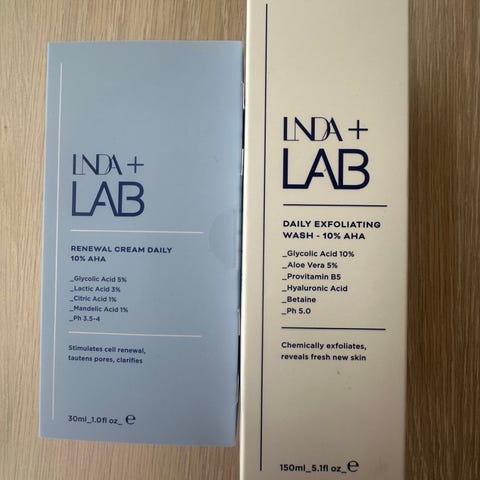 LINDA +
LAB
RENEWAL CREAM DAILY
10% AHA
_Glycolic Acid 5%
_Lactic Acid 3%
_Citric Acid 1%
_Mandelic Acid 1%
_Ph 3.5-4
Stimulates cell renewal,
tautens pores, clarifies
30ml_1.0fl oz_ ℮
LINDA +
LAB
DAILY EXFOLIATING
WASH - 10% AHA
_Glycolic Acid 10%
_Aloe Vera 5%
_Provitamin B5
_Hyaluronic Acid
_Betaine
_Ph 5.0
Chemically exfoliates,
reveals fresh new skin
150ml_5.1fl oz_℮